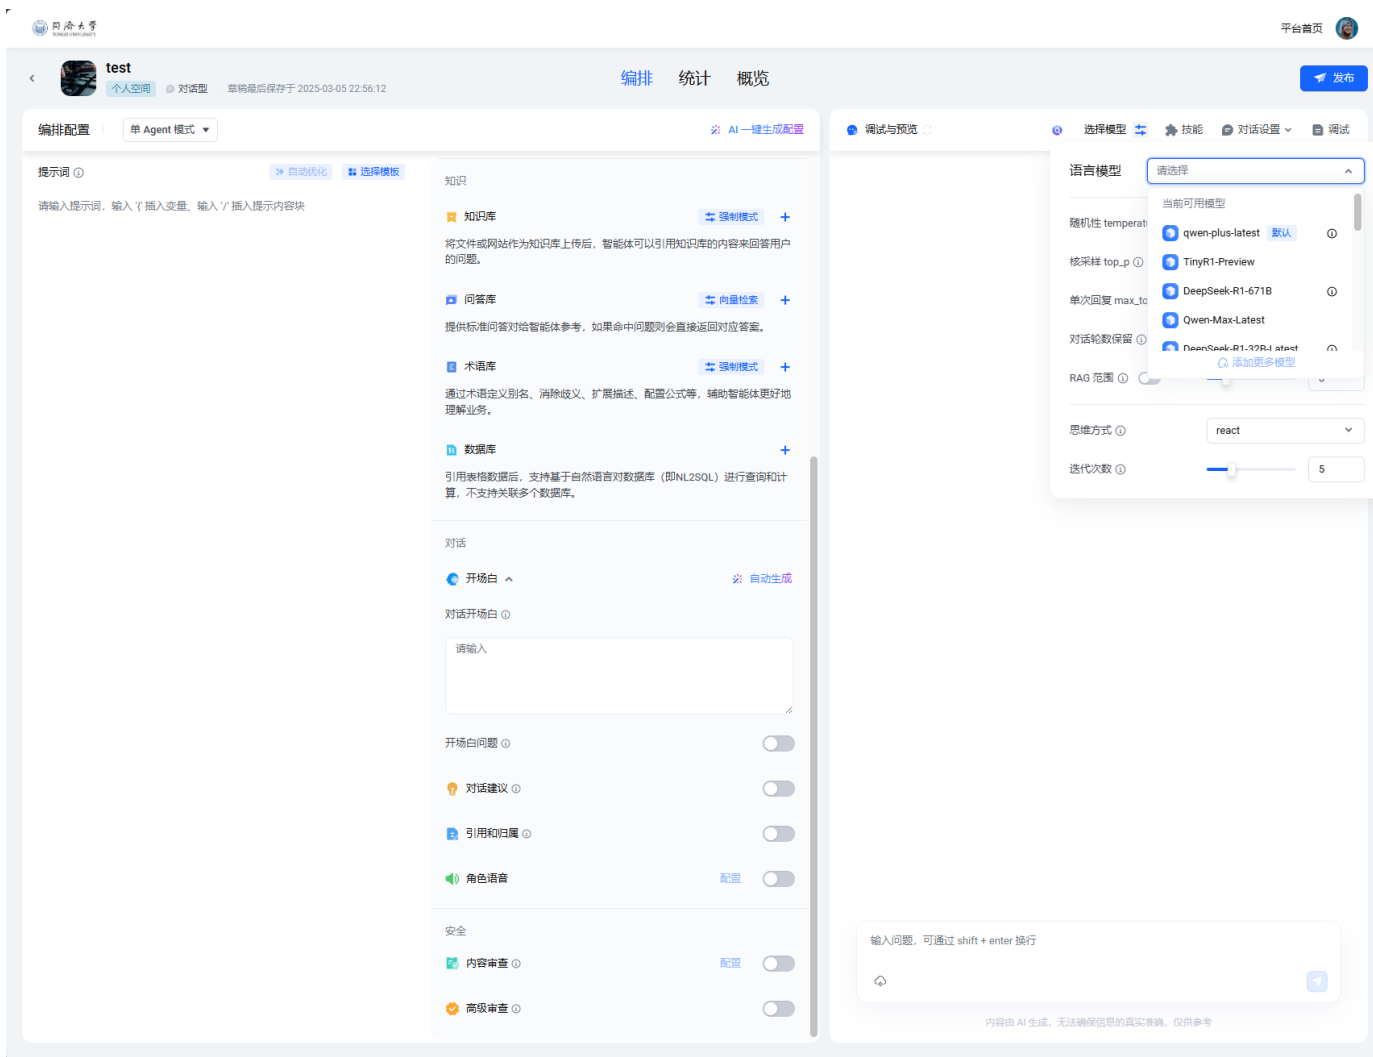 同济大学
TONGJI UNIVERSITY
平台首页
test
个人空间
对话型
草稿最后保存于 2025-03-05 22:56:12
编排
统计
概览
发布
编排配置
单 Agent 模式
AI 一键生成配置
提示词
自动优化
选择模板
请输入提示词，输入 '{' 插入变量、输入 '/' 插入提示内容块
知识
知识库
强制模式
将文件或网站作为知识库上传后，智能体可以引用知识库的内容来回答用户
的问题。
问答库
向量检索
提供标准问答对给智能体参考，如果命中问题则会直接返回对应答案。
术语库
强制模式
通过术语定义别名、消除歧义、扩展描述、配置公式等，辅助智能体更好地
理解业务。
数据库
引用表格数据后，支持基于自然语言对数据库（即NL2SQL）进行查询和计
算，不支持关联多个数据库。
对话
开场白
自动生成
对话开场白
请输入
开场白问题
对话建议
引用和归属
角色语音
配置
安全
内容审查
配置
高级审查
调试与预览
选择模型
技能
对话设置
调试
语言模型
请选择
当前可用模型
qwen-plus-latest 默认
TinyR1-Preview
DeepSeek-R1-671B
Qwen-Max-Latest
DeepSeek-R1-32B-Latest
添加更多模型
随机性 temperat
核采样 top_p
单次回复 max_to
对话轮数保留
RAG 范围
思维方式
react
迭代次数
5
输入问题，可通过 shift + enter 换行
内容由 AI 生成，无法确保信息的真实准确，仅供参考